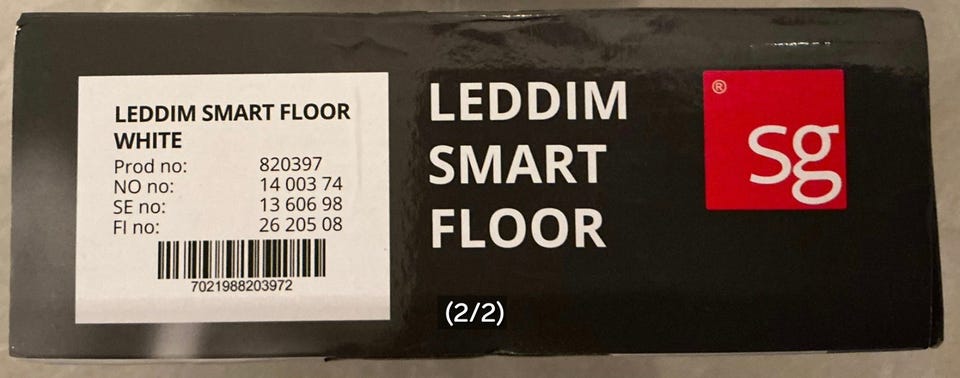 LEDDIM SMART FLOOR
WHITE
Prod no: 820397
NO no: 14 003 74
SE no: 13 606 98
FI no: 26 205 08
7021988203972
LEDDIM
SMART
FLOOR
® sg
(2/2)